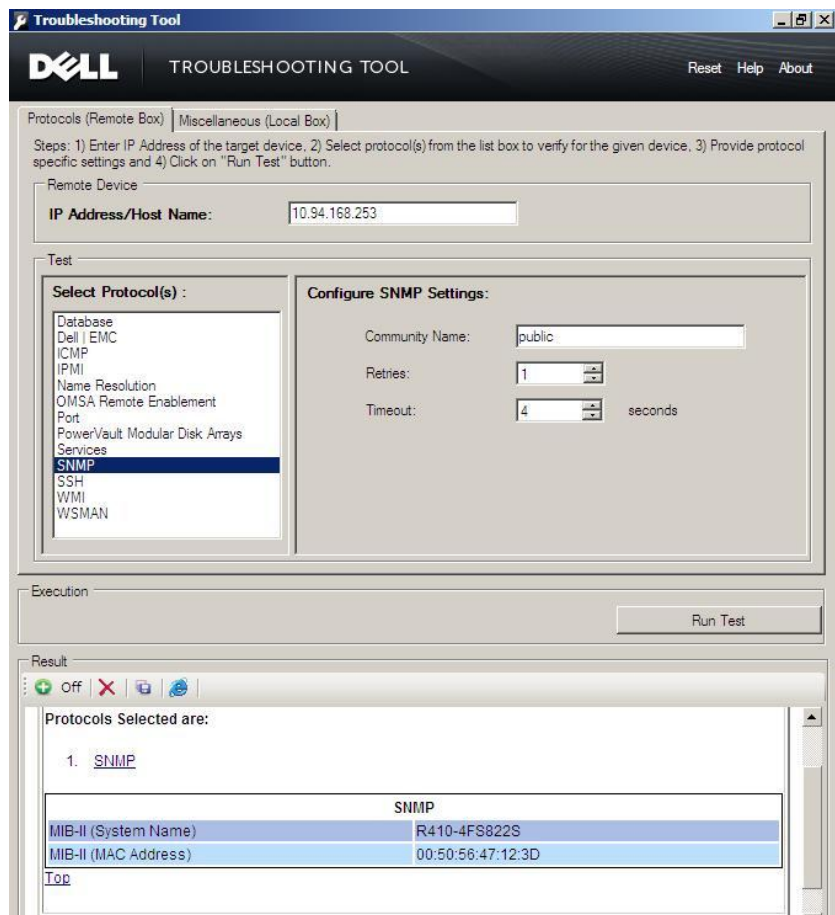 Troubleshooting Tool
DELL
TROUBLESHOOTING TOOL
Reset Help About
Protocols (Remote Box) Miscellaneous (Local Box)
Steps: 1) Enter IP Address of the target device, 2) Select protocol(s) from the list box to verify for the given device, 3) Provide protocol
specific settings and 4) Click on "Run Test" button.
Remote Device
IP Address/Host Name: 10.94.168.253
Test
Select Protocol(s) :
Database
Dell | EMC
ICMP
IPMI
Name Resolution
OMSA Remote Enablement
Port
PowerVault Modular Disk Arrays
Services
SNMP
SSH
WMI
WSMAN
Configure SNMP Settings:
Community Name: public
Retries: 1
Timeout: 4 seconds
Execution
Run Test
Result
Off
Protocols Selected are:
1. SNMP
SNMP
MIB-II (System Name) R410-4FS822S
MIB-II (MAC Address) 00:50:56:47:12:3D
Top